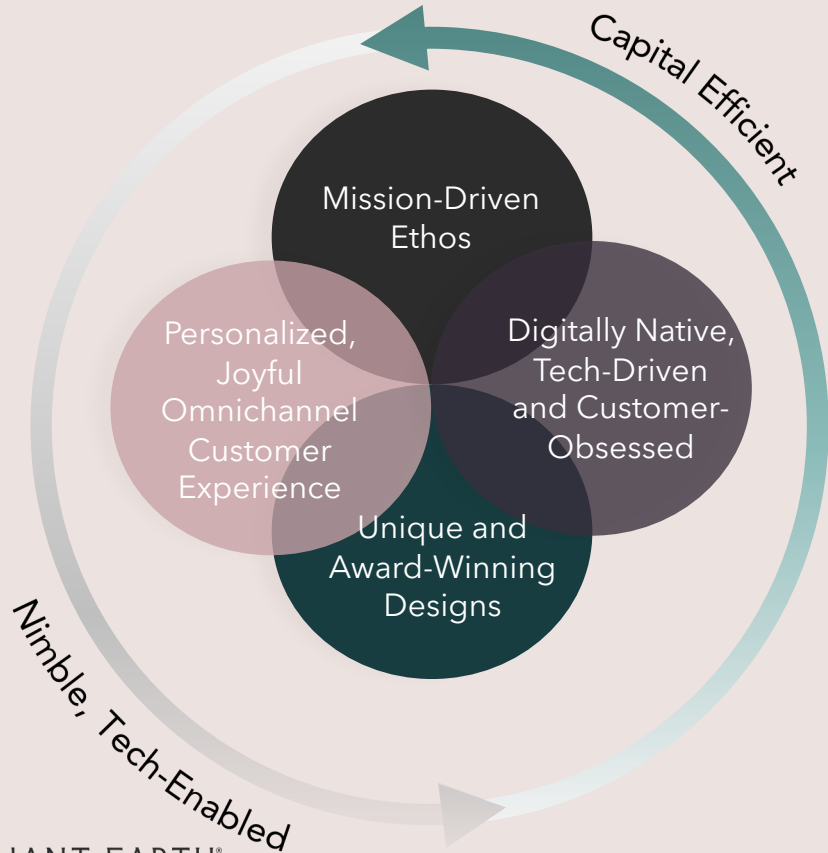 Capital Efficient
Mission-Driven
Ethos
Personalized,
Joyful
Omnichannel
Customer
Experience
Digitally Native,
Tech-Driven
and Customer-
Obsessed
Unique and
Award-Winning
Designs
Nimble, Tech-Enabled
EARTH®